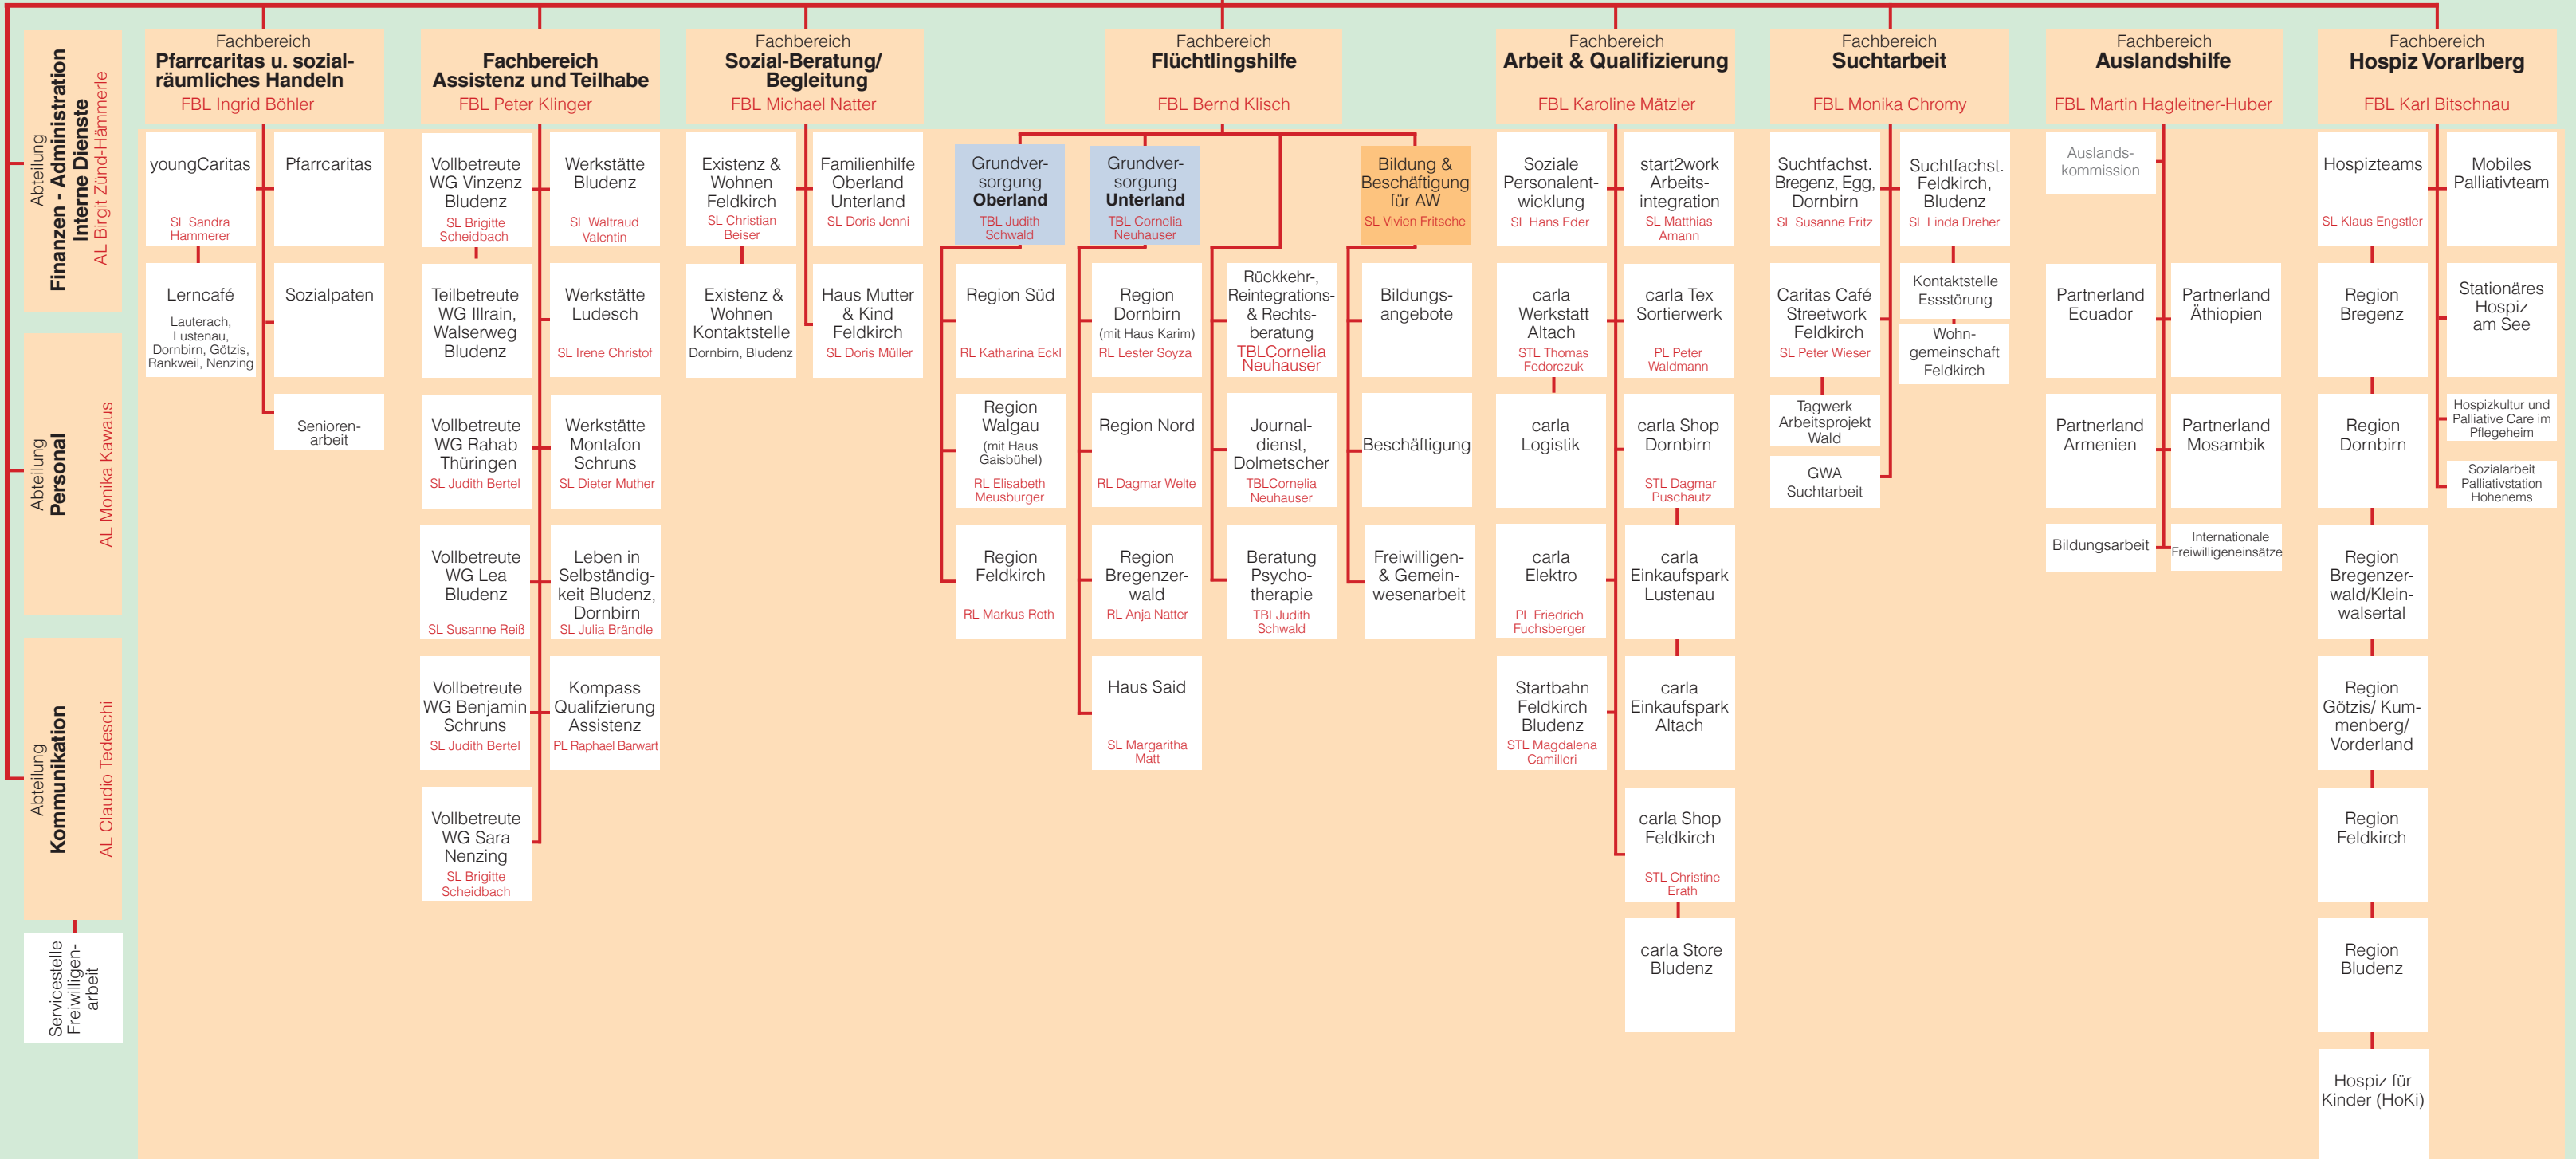 Abteilung
Finanzen - Administration
Interne Dienste
AL Birgit Zünd-Hämmerle
Abteilung
Personal
AL Monika Kawaus
Abteilung
Kommunikation
AL Claudio Tedeschi
Servicestelle
Freiwilligen-
arbeit
Fachbereich
Pfarrcaritas u. sozial-
räumliches Handeln
FBL Ingrid Böhler
youngCaritas
SL Sandra
Hammerer
Lerncafé
Lauterach,
Lustenau,
Dornbirn, Götzis,
Rankweil, Nenzing
Pfarrcaritas
Sozialpaten
Senioren-
arbeit
Fachbereich
Assistenz und Teilhabe
FBL Peter Klinger
Vollbetreute
WG Vinzenz
Bludenz
SL Brigitte
Scheidbach
Teilbetreute
WG Illrain,
Walserweg
Bludenz
Vollbetreute
WG Rahab
Thüringen
SL Judith Bertel
Vollbetreute
WG Lea
Bludenz
SL Susanne Reiß
Vollbetreute
WG Benjamin
Schruns
SL Judith Bertel
Vollbetreute
WG Sara
Nenzing
SL Brigitte
Scheidbach
Werkstätte
Bludenz
SL Waltraud
Valentin
Werkstätte
Ludesch
SL Irene Christof
Werkstätte
Montafon
Schruns
SL Dieter Muther
Leben in
Selbständig-
keit Bludenz,
Dornbirn
SL Julia Brändle
Kompass
Qualifzierung
Assistenz
PL Raphael Barwart
Fachbereich
Sozial-Beratung/
Begleitung
FBL Michael Natter
Existenz &
Wohnen
Feldkirch
SL Christian
Beiser
Existenz &
Wohnen
Kontaktstelle
Dornbirn, Bludenz
Familienhilfe
Oberland
Unterland
SL Doris Jenni
Haus Mutter
& Kind
Feldkirch
SL Doris Müller
Fachbereich
Flüchtlingshilfe
FBL Bernd Klisch
Grundver-
sorgung
Oberland
TBL Judith
Schwald
Region Süd
RL Katharina Eckl
Region
Walgau
(mit Haus
Gaisbühel)
RL Elisabeth
Meusburger
Region
Feldkirch
RL Markus Roth
Grundver-
sorgung
Unterland
TBL Cornelia
Neuhauser
Region
Dornbirn
(mit Haus Karim)
RL Lester Soyza
Region Nord
RL Dagmar Welte
Region
Bregenzer-
wald
RL Anja Natter
Haus Said
SL Margaritha
Matt
Rückkehr-,
Reintegrations-
& Rechts-
beratung
TBLCornelia
Neuhauser
Journal-
dienst,
Dolmetscher
TBLCornelia
Neuhauser
Beratung
Psycho-
therapie
TBLJudith
Schwald
Bildung &
Beschäftigung
für AW
SL Vivien Fritsche
Bildungs-
angebote
Beschäftigung
Freiwilligen-
& Gemein-
wesenarbeit
Fachbereich
Arbeit & Qualifizierung
FBL Karoline Mätzler
Soziale
Personalent-
wicklung
SL Hans Eder
carla
Werkstatt
Altach
STL Thomas
Fedorczuk
carla
Logistik
carla
Elektro
PL Friedrich
Fuchsberger
Startbahn
Feldkirch
Bludenz
STL Magdalena
Camilleri
start2work
Arbeits-
integration
SL Matthias
Amann
carla Tex
Sortierwerk
PL Peter
Waldmann
carla Shop
Dornbirn
STL Dagmar
Puschautz
carla
Einkaufspark
Lustenau
carla
Einkaufspark
Altach
carla Shop
Feldkirch
STL Christine
Erath
carla Store
Bludenz
Fachbereich
Suchtarbeit
FBL Monika Chromy
Suchtfachst.
Bregenz, Egg,
Dornbirn
SL Susanne Fritz
Caritas Café
Streetwork
Feldkirch
SL Peter Wieser
Tagwerk
Arbeitsprojekt
Wald
GWA
Suchtarbeit
Suchtfachst.
Feldkirch,
Bludenz
SL Linda Dreher
Kontaktstelle
Essstörung
Wohn-
gemeinschaft
Feldkirch
Fachbereich
Auslandshilfe
FBL Martin Hagleitner-Huber
Auslands-
kommission
Partnerland
Ecuador
Partnerland
Armenien
Bildungsarbeit
Partnerland
Äthiopien
Partnerland
Mosambik
Internationale
Freiwilligeneinsätze
Fachbereich
Hospiz Vorarlberg
FBL Karl Bitschnau
Hospizteams
SL Klaus Engstler
Region
Bregenz
Region
Dornbirn
Region
Bregenzer-
wald/Klein-
walsertal
Region
Götzis/ Kum-
menberg/
Vorderland
Region
Feldkirch
Region
Bludenz
Hospiz für
Kinder (HoKi)
Mobiles
Palliativteam
Stationäres
Hospiz
am See
Hospizkultur und
Palliative Care im
Pflegeheim
Sozialarbeit
Palliativstation
Hohenems